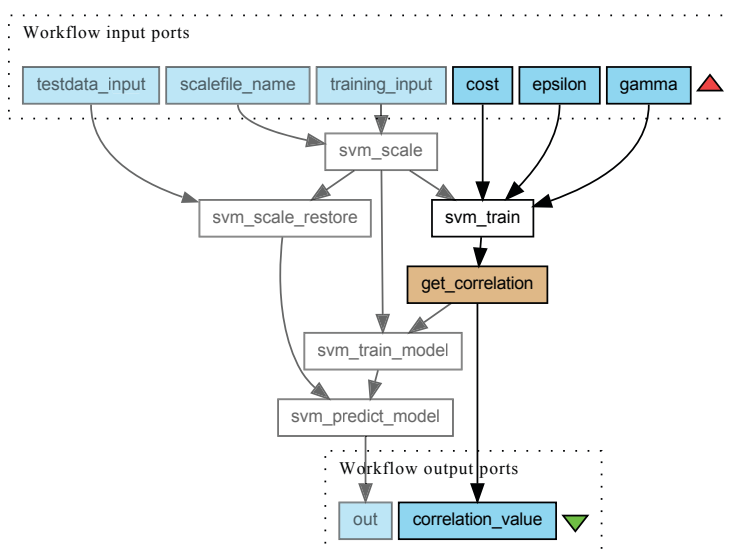 Workflow input ports
testdata_input scalefile_name training_input cost epsilon gamma
svm_scale
svm_scale_restore svm_train
get_correlation
svm_train_model
svm_predict_model
Workflow output ports
out correlation_value